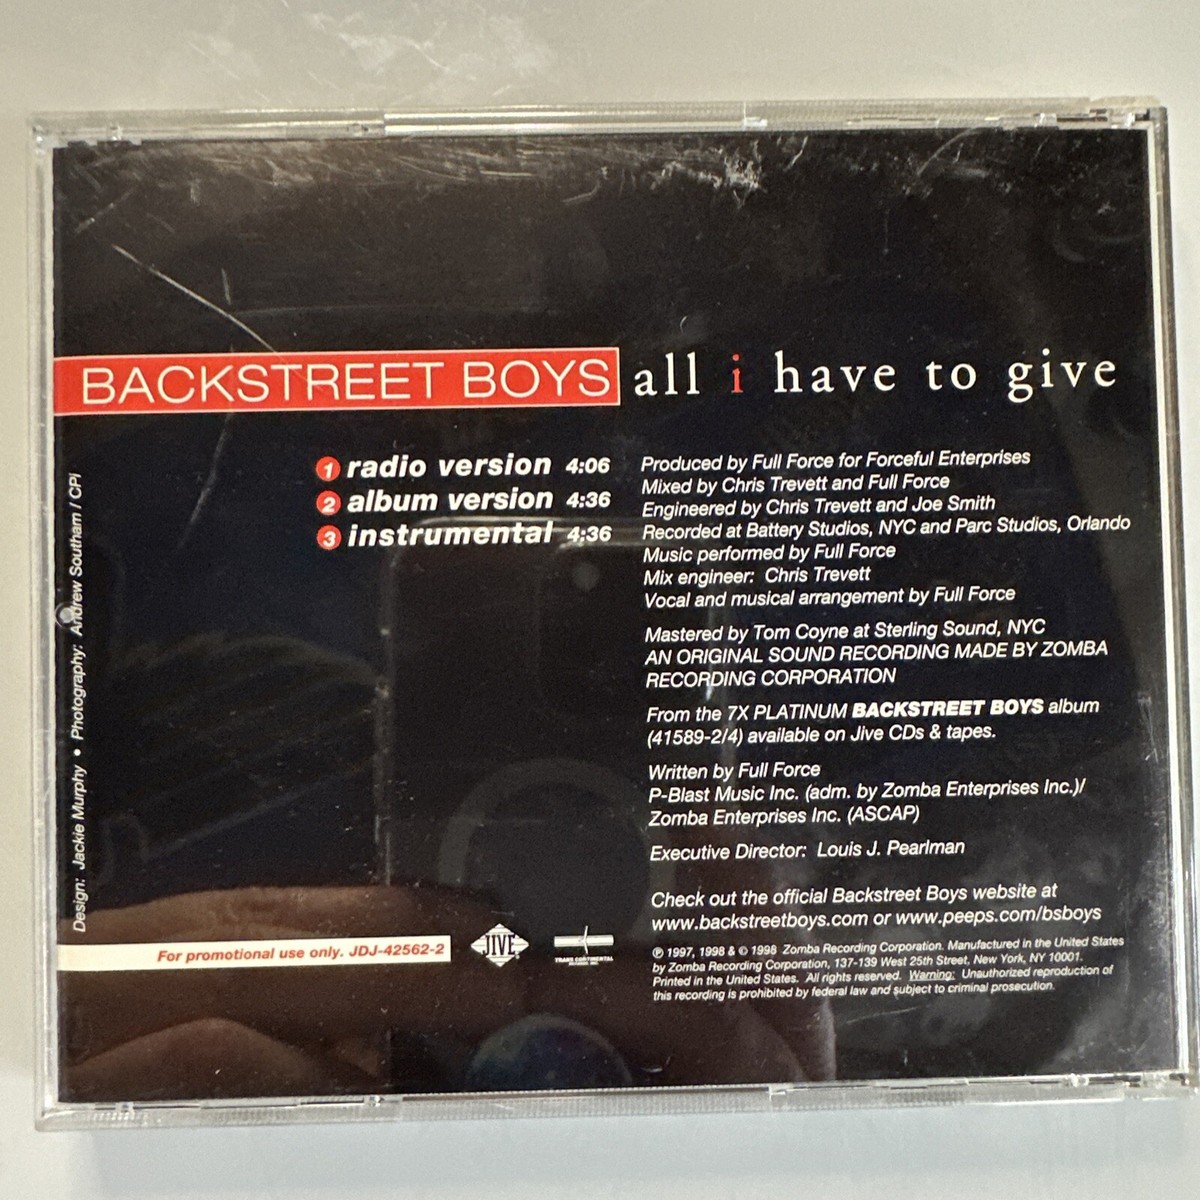 BACKSTREET BOYS all i have to give
1 radio version 4:06
2 album version 4:36
3 instrumental 4:36
Produced by Full Force for Forceful Enterprises
Mixed by Chris Trevett and Full Force
Engineered by Chris Trevett and Joe Smith
Recorded at Battery Studios, NYC and Parc Studios, Orlando
Music performed by Full Force
Mix engineer: Chris Trevett
Vocal and musical arrangement by Full Force
Mastered by Tom Coyne at Sterling Sound, NYC
AN ORIGINAL SOUND RECORDING MADE BY ZOMBA
RECORDING CORPORATION
From the 7X PLATINUM BACKSTREET BOYS album
(41589-2/4) available on Jive CDs & tapes.
Written by Full Force
P-Blast Music Inc. (adm. by Zomba Enterprises Inc.)/
Zomba Enterprises Inc. (ASCAP)
Executive Director: Louis J. Pearlman
Check out the official Backstreet Boys website at
www.backstreetboys.com or www.peeps.com/bsboys
℗ 1997, 1998 & © 1998 Zomba Recording Corporation. Manufactured in the United States
by Zomba Recording Corporation, 137-139 West 25th Street, New York, NY 10001.
Printed in the United States. All rights reserved. Warning: Unauthorized reproduction of
this recording is prohibited by federal law and subject to criminal prosecution.
Design: Jackie Murphy • Photography: Andrew Southam / CPi
For promotional use only. JDJ-42562-2
JIVE
TRANS CONTINENTAL